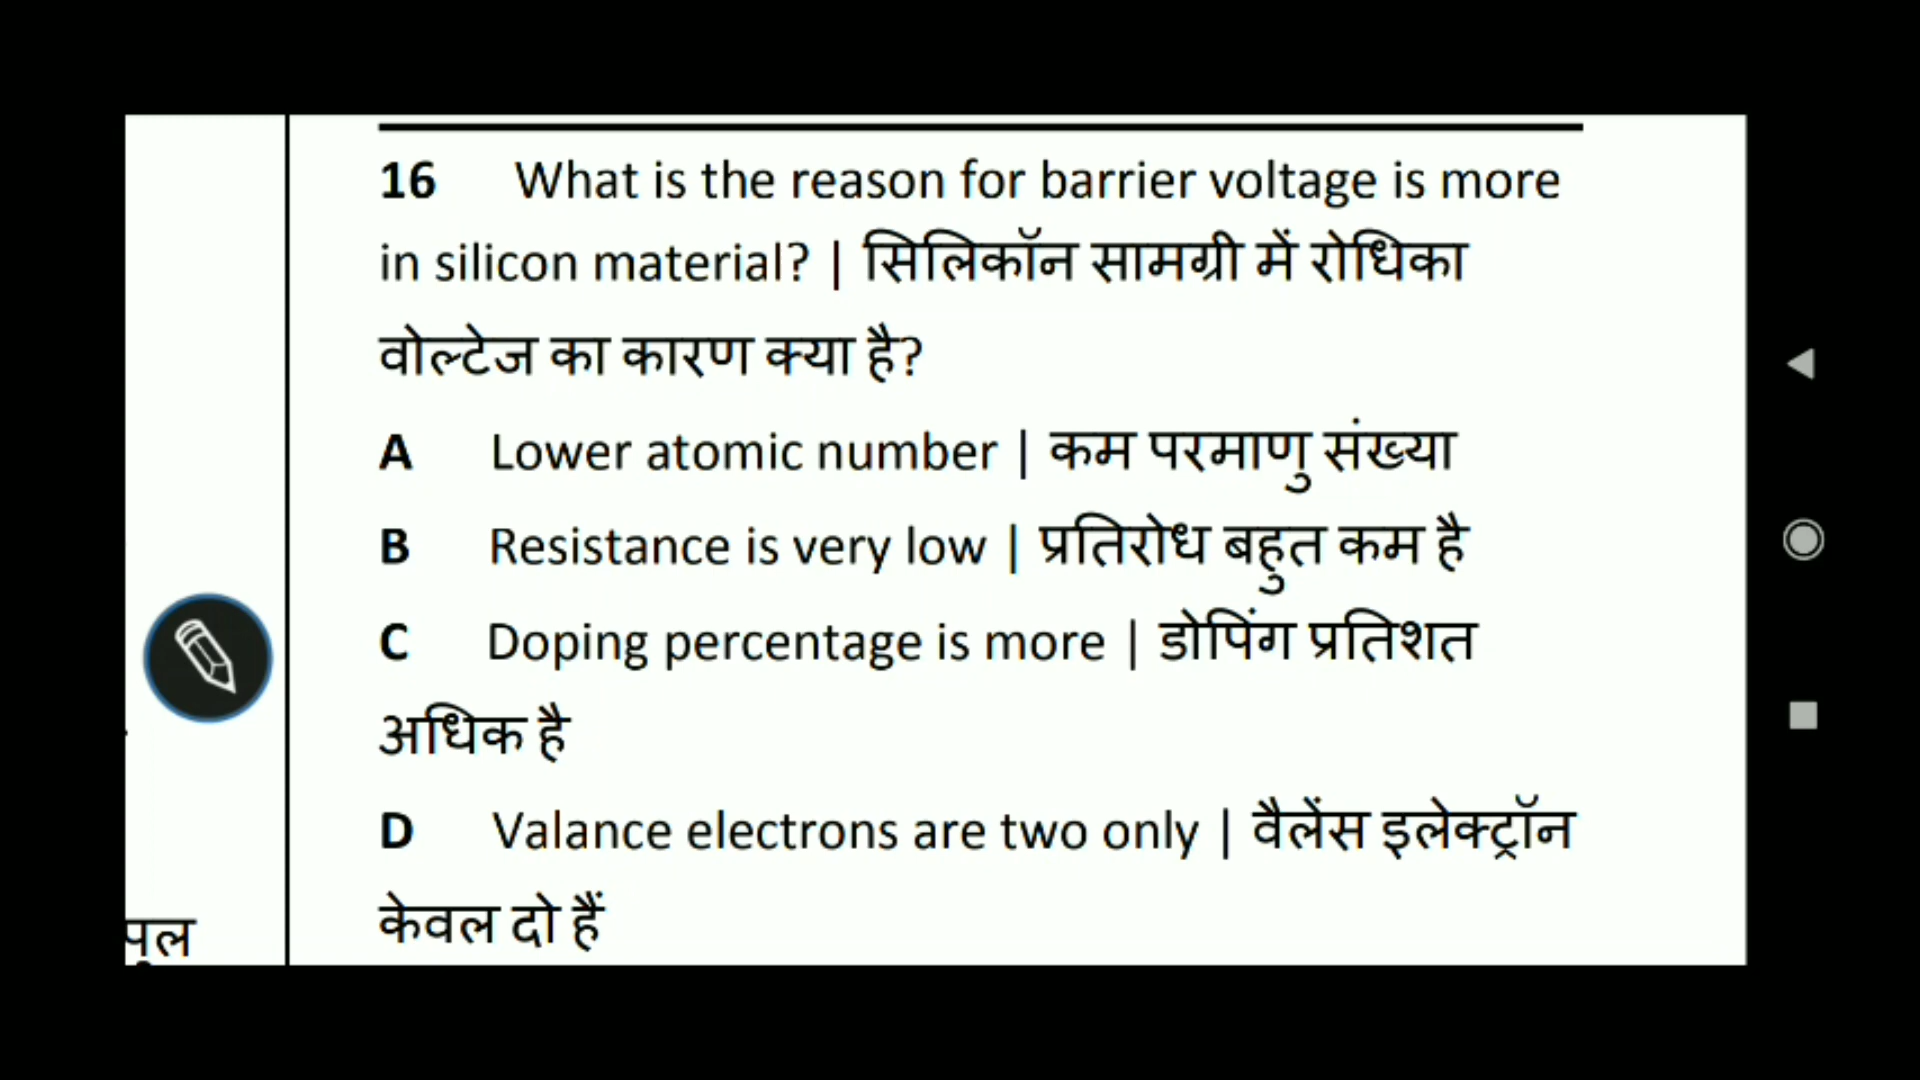 16 What is the reason for barrier voltage is more
in silicon material? | सिलिकॉन सामग्री में रोधिका
वोल्टेज का कारण क्या है?
A Lower atomic number | कम परमाणु संख्या
B Resistance is very low | प्रतिरोध बहुत कम है
C Doping percentage is more | डोपिंग प्रतिशत
अधिक है
D Valance electrons are two only | वैलेंस इलेक्ट्रॉन
केवल दो हैं